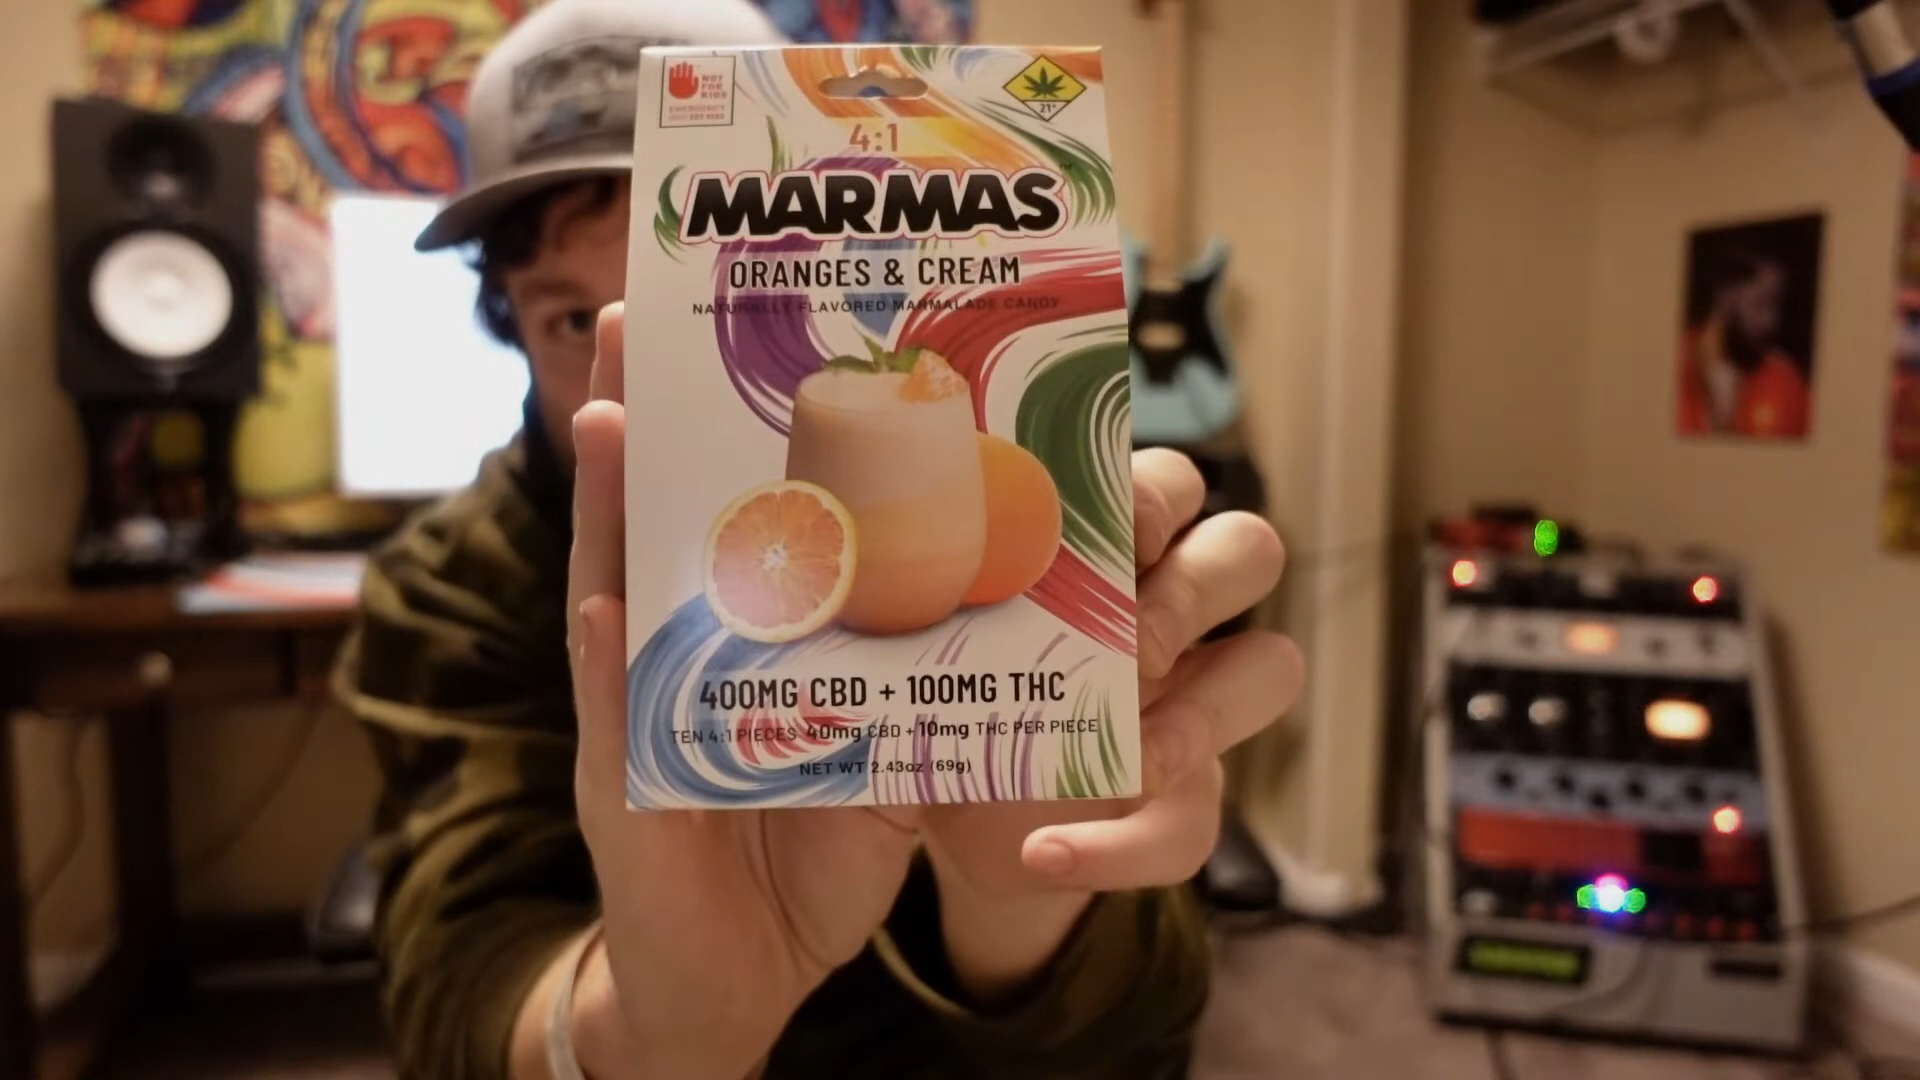 NOT
FOR
KIDS
EMERGENCY
21+
4:1
MARMAS
ORANGES & CREAM
NATURALLY FLAVORED MARMALADE CANDY
400MG CBD + 100MG THC
TEN 4:1 PIECES 40mg CBD + 10mg THC PER PIECE
NET WT 2.43oz (69g)